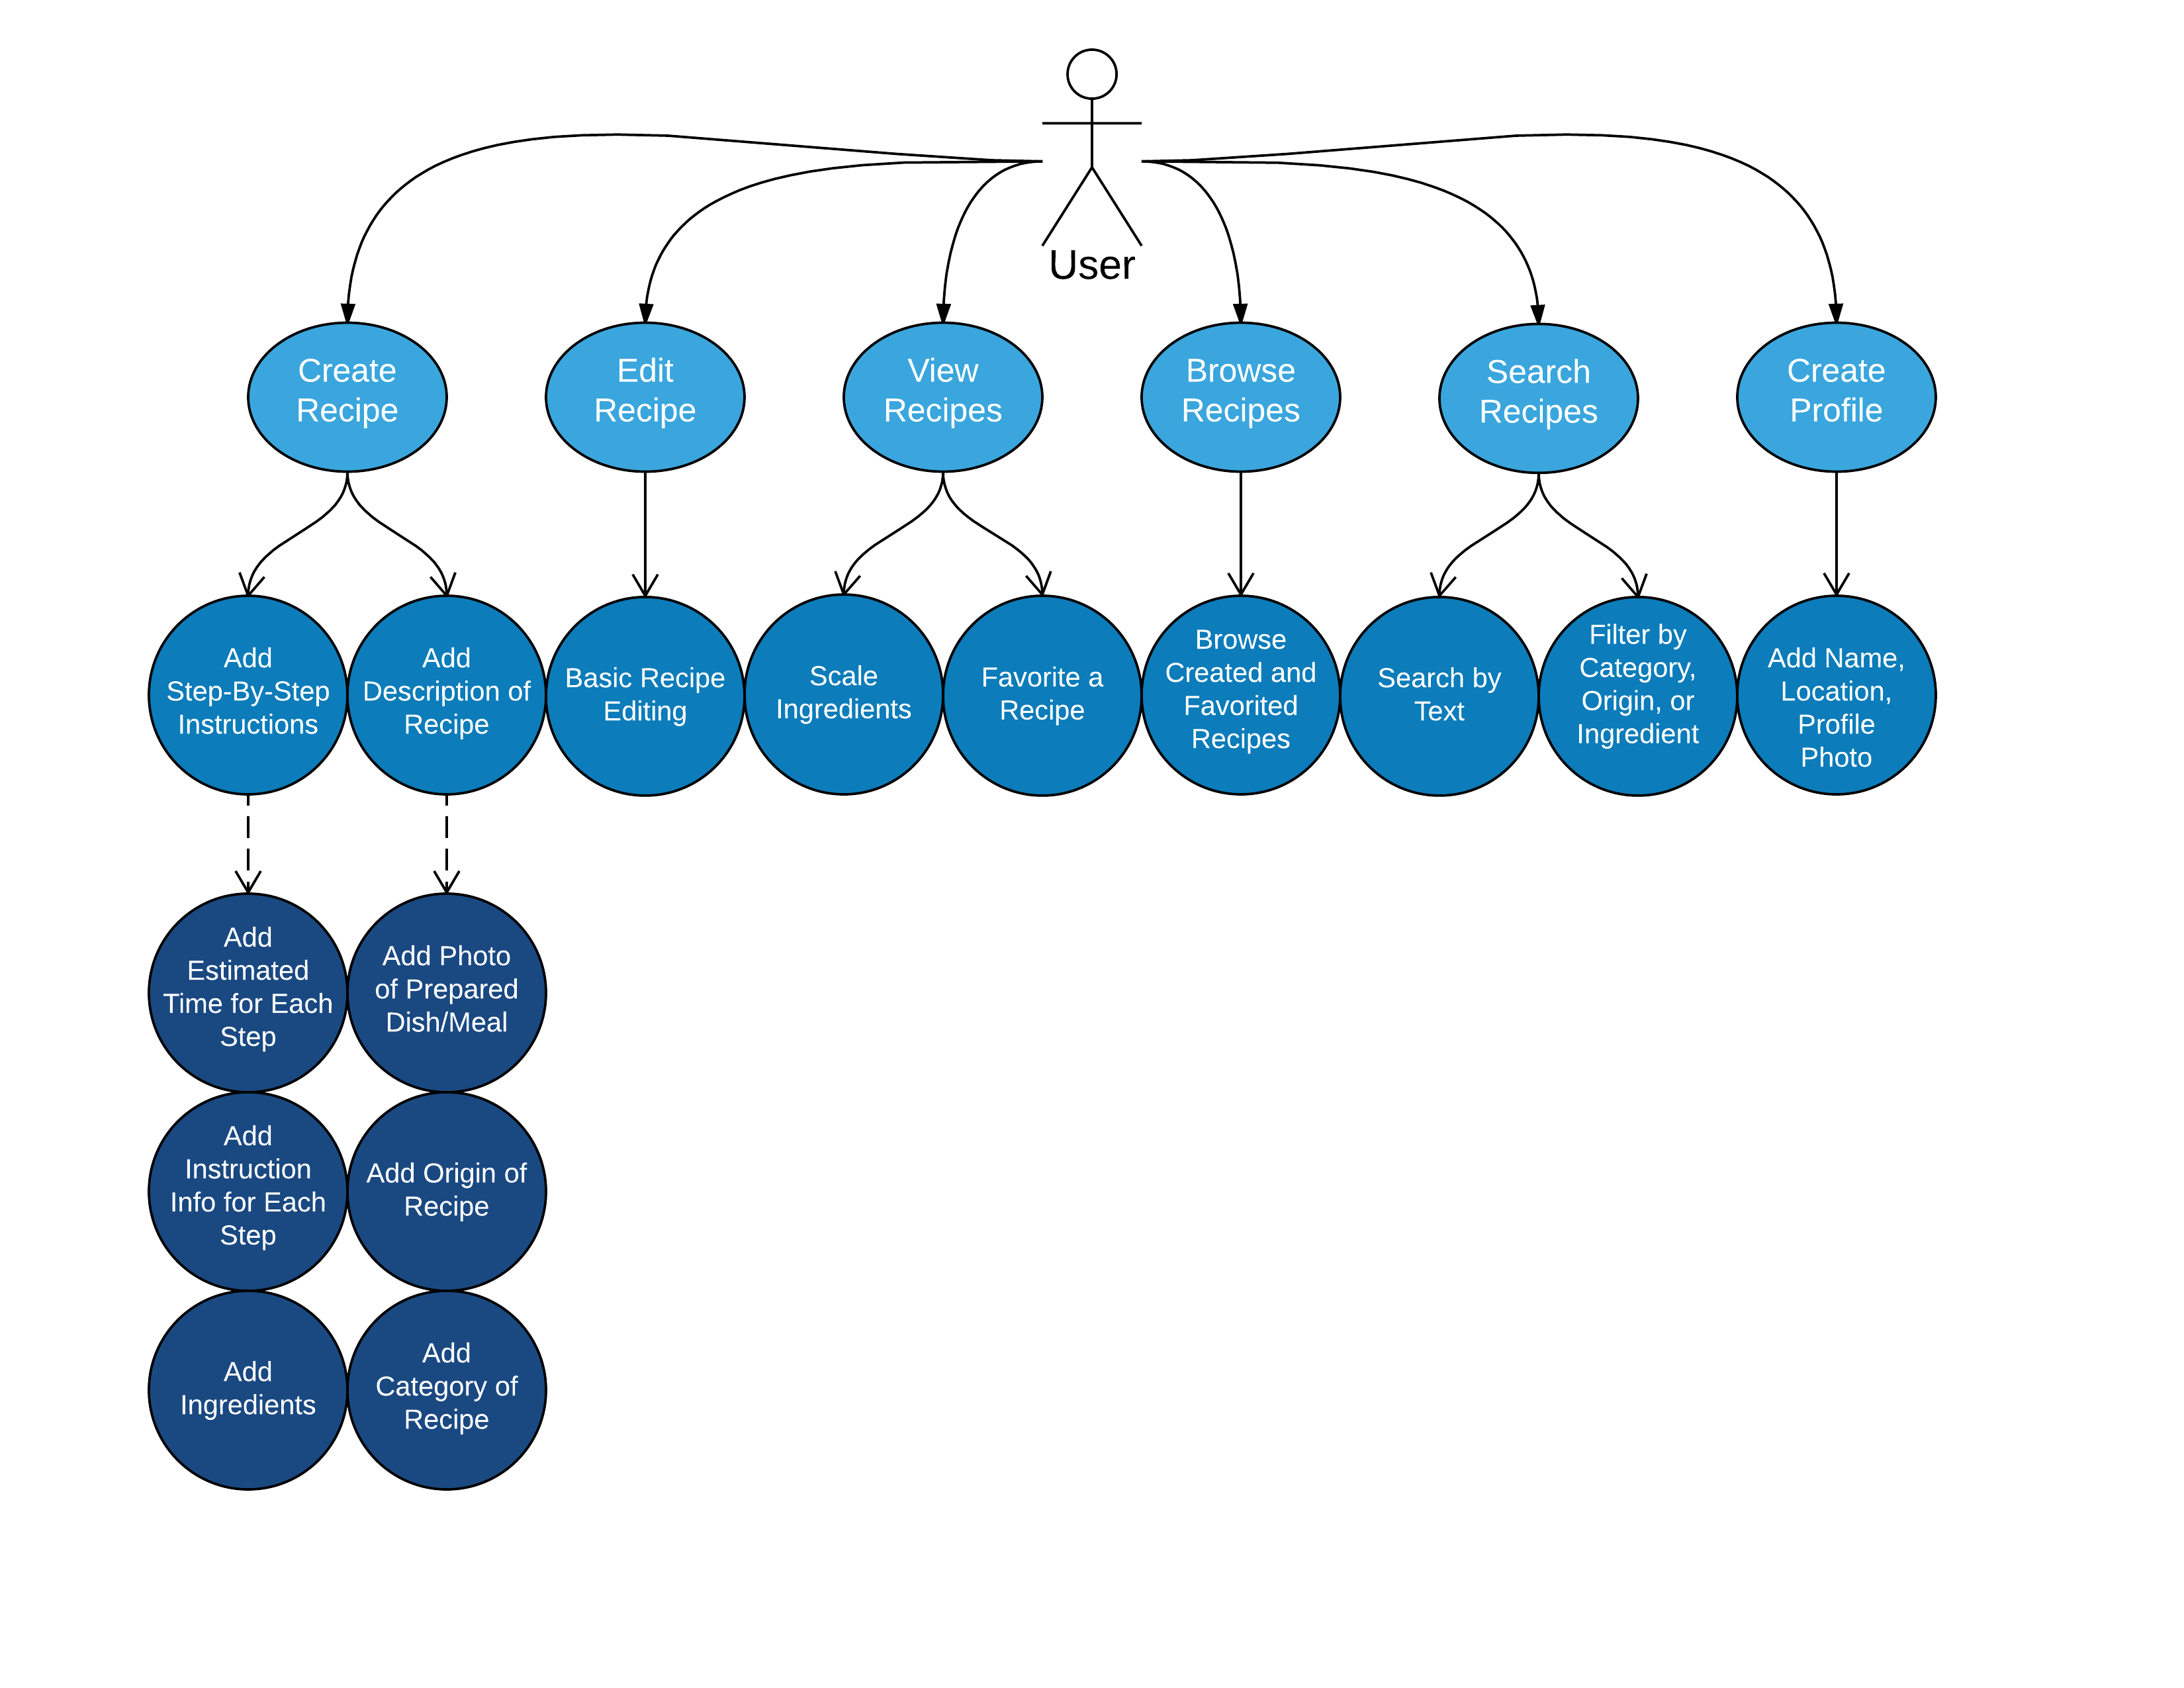 User
Create
Recipe
Edit
Recipe
View
Recipes
Browse
Recipes
Search
Recipes
Create
Profile
Add
Step-By-Step
Instructions
Add
Description of
Recipe
Basic Recipe
Editing
Scale
Ingredients
Favorite a
Recipe
Browse
Created and
Favorited
Recipes
Search by
Text
Filter by
Category,
Origin, or
Ingredient
Add Name,
Location,
Profile
Photo
Add
Estimated
Time for Each
Step
Add Photo
of Prepared
Dish/Meal
Add
Instruction
Info for Each
Step
Add Origin of
Recipe
Add
Ingredients
Add
Category of
Recipe